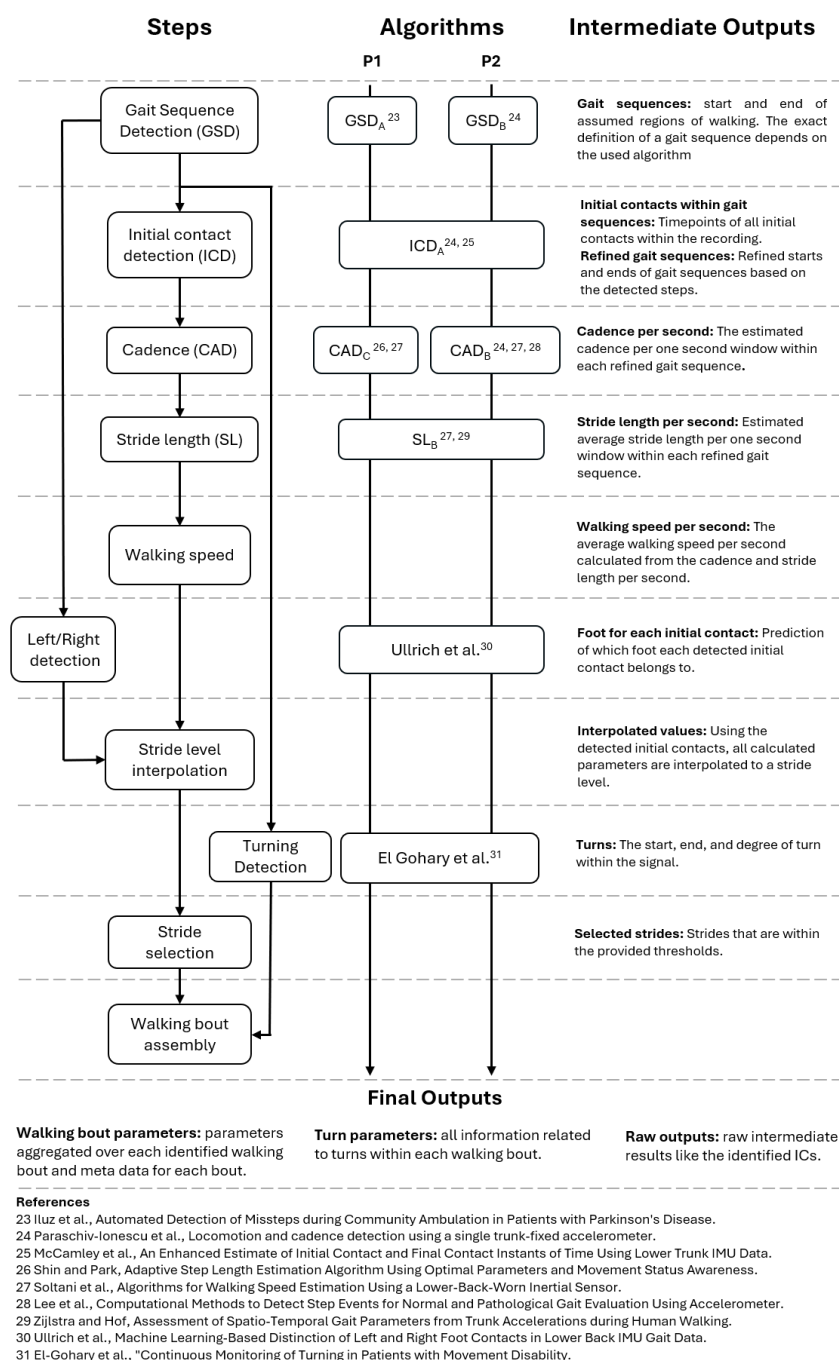 Steps
Algorithms
Intermediate Outputs
P1
P2
Gait Sequence
Detection (GSD)
GSDA 23
GSDB 24
Gait sequences: start and end of
assumed regions of walking. The exact
definition of a gait sequence depends on
the used algorithm
Initial contact
detection (ICD)
ICDA 24, 25
Initial contacts within gait
sequences: Timepoints of all initial
contacts within the recording.
Refined gait sequences: Refined starts
and ends of gait sequences based on
the detected steps.
Cadence (CAD)
CADC 26, 27
CADB 24, 27, 28
Cadence per second: The estimated
cadence per one second window within
each refined gait sequence.
Stride length (SL)
SLB 27, 29
Stride length per second: Estimated
average stride length per one second
window within each refined gait
sequence.
Walking speed
Walking speed per second: The
average walking speed per second
calculated from the cadence and stride
length per second.
Left/Right
detection
Ullrich et al.30
Foot for each initial contact: Prediction
of which foot each detected initial
contact belongs to.
Stride level
interpolation
Interpolated values: Using the
detected initial contacts, all calculated
parameters are interpolated to a stride
level.
Turning
Detection
El Gohary et al.31
Turns: The start, end, and degree of turn
within the signal.
Stride
selection
Selected strides: Strides that are within
the provided thresholds.
Walking bout
assembly
Final Outputs
Walking bout parameters: parameters
aggregated over each identified walking
bout and meta data for each bout.
Turn parameters: all information related
to turns within each walking bout.
Raw outputs: raw intermediate
results like the identified ICs.
References
23 Iluz et al., Automated Detection of Missteps during Community Ambulation in Patients with Parkinson's Disease.
24 Paraschiv-Ionescu et al., Locomotion and cadence detection using a single trunk-fixed accelerometer.
25 McCamley et al., An Enhanced Estimate of Initial Contact and Final Contact Instants of Time Using Lower Trunk IMU Data.
26 Shin and Park, Adaptive Step Length Estimation Algorithm Using Optimal Parameters and Movement Status Awareness.
27 Soltani et al., Algorithms for Walking Speed Estimation Using a Lower-Back-Worn Inertial Sensor.
28 Lee et al., Computational Methods to Detect Step Events for Normal and Pathological Gait Evaluation Using Accelerometer.
29 Zijlstra and Hof, Assessment of Spatio-Temporal Gait Parameters from Trunk Accelerations during Human Walking.
30 Ullrich et al., Machine Learning-Based Distinction of Left and Right Foot Contacts in Lower Back IMU Gait Data.
31 El-Gohary et al., "Continuous Monitoring of Turning in Patients with Movement Disability.